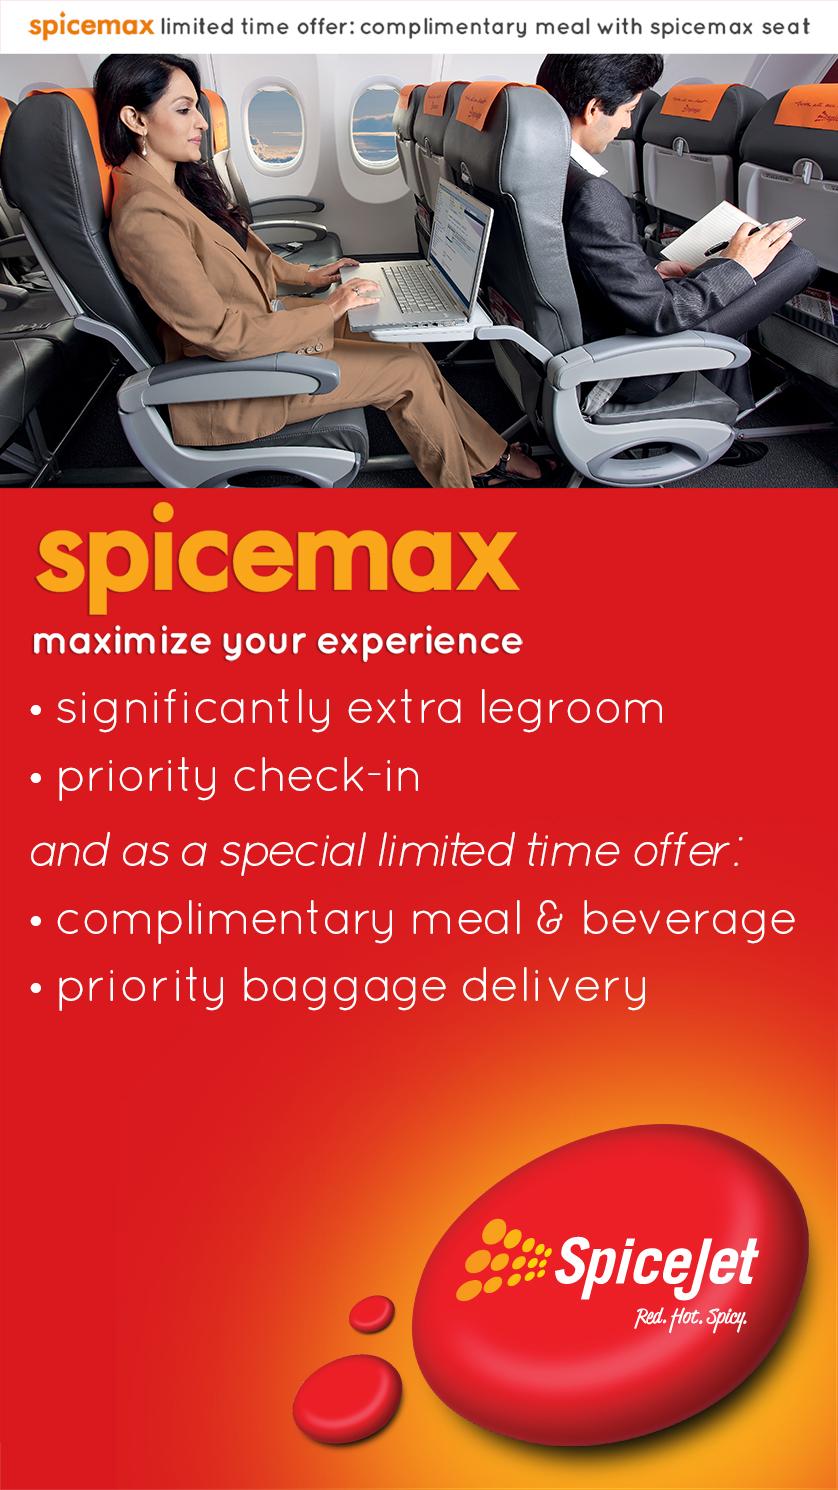 spicemax limited time offer: complimentary meal with spicemax seat
spicemax
maximize your experience
• significantly extra legroom
• priority check-in
and as a special limited time offer:
• complimentary meal & beverage
• priority baggage delivery
SpiceJet
Red. Hot. Spicy.